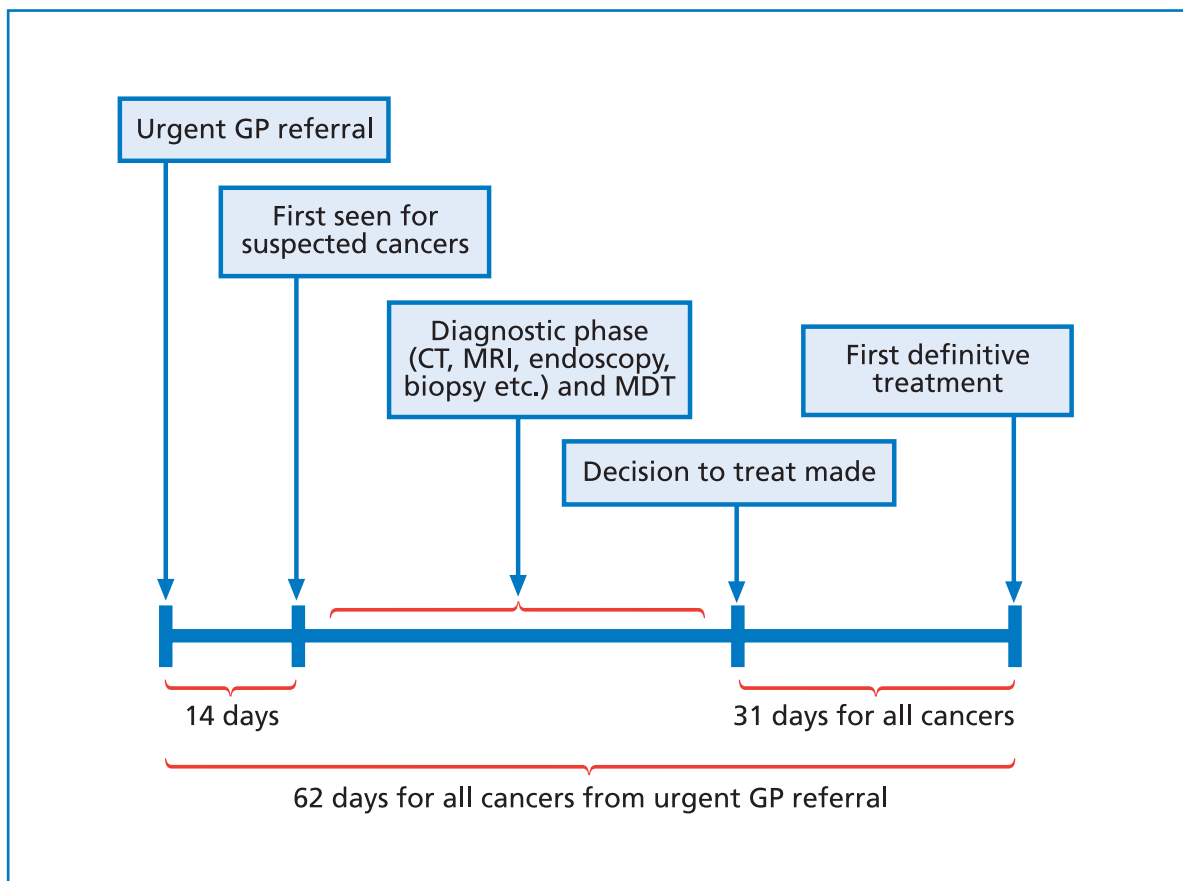 Urgent GP referral
First seen for
suspected cancers
Diagnostic phase
(CT, MRI, endoscopy,
biopsy etc.) and MDT
First definitive
treatment
Decision to treat made
14 days
31 days for all cancers
62 days for all cancers from urgent GP referral